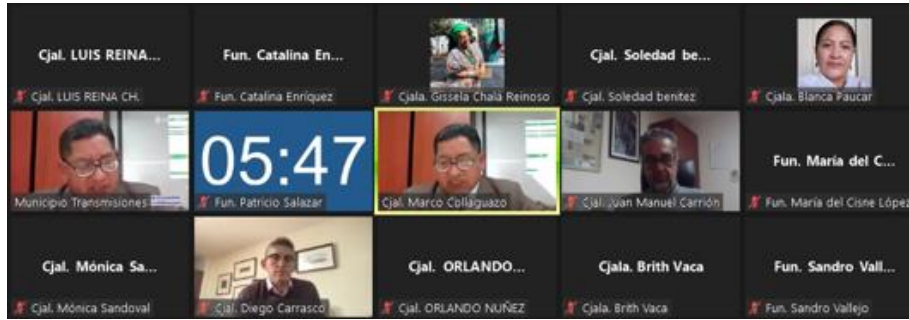 Cjal. LUIS REINA...
Fun. Catalina En...
Cjal. Soledad be...
Cjal. LUIS REINA CH.
Fun. Catalina Enríquez
Cjala. Gissela Chalá Reinoso
Cjal. Soledad benitez
Cjala. Blanca Paucar
05:47
Fun. María del C...
Municipio Transmisiones
Fun. Patricio Salazar
Cjal. Marco Collaguazo
Cjal. Juan Manuel Carrión
Fun. María del Cisne López
Cjal. Mónica Sa...
Cjal. ORLANDO...
Cjala. Brith Vaca
Fun. Sandro Vall...
Cjal. Mónica Sandoval
Cjal. Diego Carrasco
Cjal. ORLANDO NUÑEZ
Cjala. Brith Vaca
Fun. Sandro Vallejo